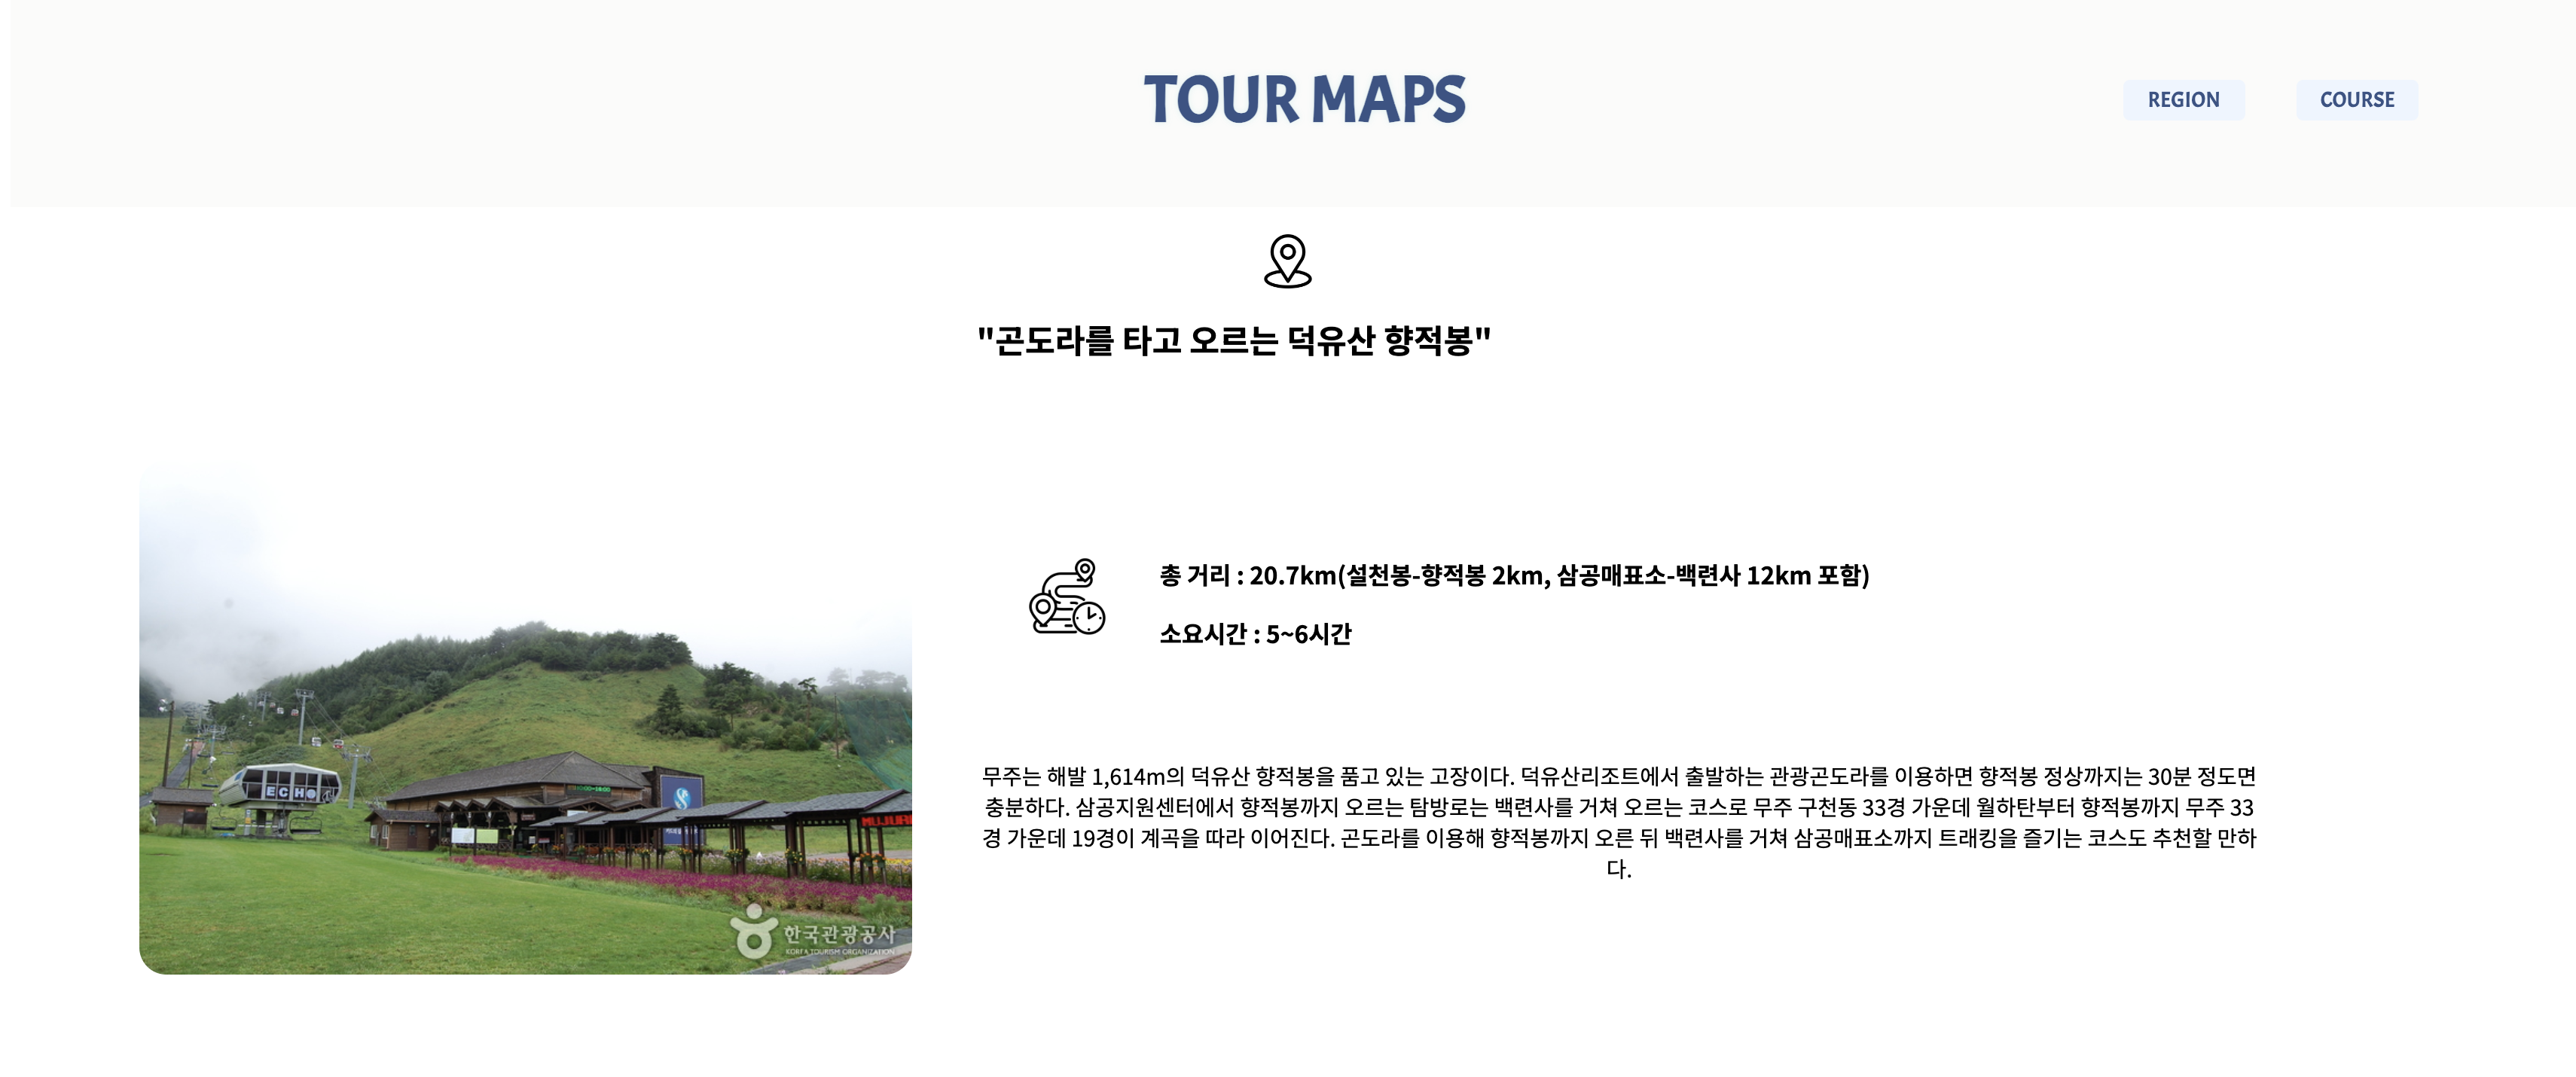 TOUR MAPS
REGION
COURSE
"곤도라를 타고 오르는 덕유산 향적봉"
총 거리 : 20.7km(설천봉-향적봉 2km, 삼공매표소-백련사 12km 포함)
소요시간 : 5~6시간
무주는 해발 1,614m의 덕유산 향적봉을 품고 있는 고장이다. 덕유산리조트에서 출발하는 관광곤도라를 이용하면 향적봉 정상까지는 30분 정도면
충분하다. 삼공지원센터에서 향적봉까지 오르는 탐방로는 백련사를 거쳐 오르는 코스로 무주 구천동 33경 가운데 월하탄부터 향적봉까지 무주 33
경 가운데 19경이 계곡을 따라 이어진다. 곤도라를 이용해 향적봉까지 오른 뒤 백련사를 거쳐 삼공매표소까지 트래킹을 즐기는 코스도 추천할 만하
다.
ECHO
MUJU
한국관광공사
KOREA TOURISM ORGANIZATION